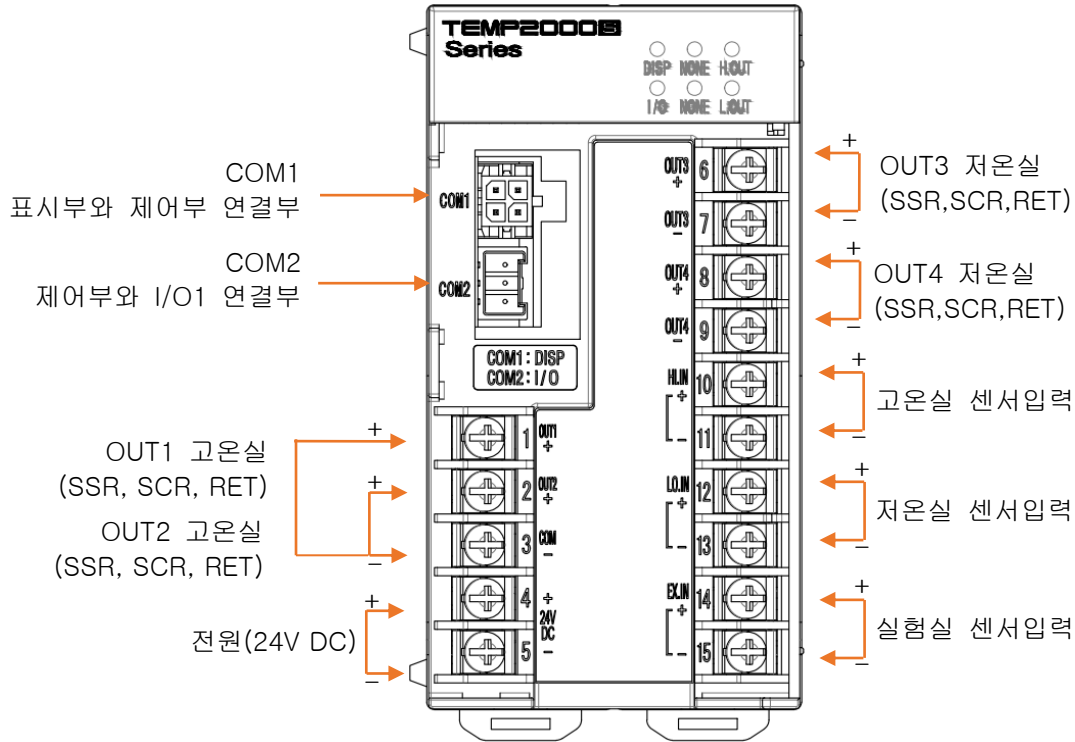 TEMP2000S
Series
DISP NONE H.OUT
I/O NONE L.OUT
COM1
표시부와 제어부 연결부
COM2
제어부와 I/O1 연결부
COM1
COM2
COM1:DISP
COM2:I/O
OUT1 고온실
(SSR, SCR, RET)
OUT2 고온실
(SSR, SCR, RET)
전원(24V DC)
+
+
−
+
−
1 OUT1
+
2 OUT2
+
3 COM
−
4 +
24V
DC
5 −
OUT3 6
+
OUT3 7
−
OUT4 8
+
OUT4 9
−
HI.IN 10
+
− 11
LO.IN 12
+
− 13
EX.IN 14
+
− 15
+
OUT3 저온실
(SSR,SCR,RET)
−
+
OUT4 저온실
(SSR,SCR,RET)
−
+
고온실 센서입력
−
+
저온실 센서입력
−
+
실험실 센서입력
−